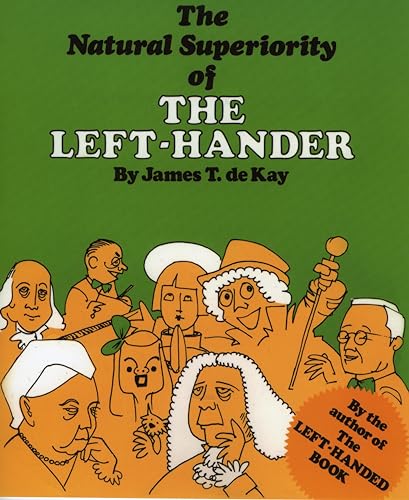 The
Natural Superiority
of
THE
LEFT-HANDER
By James T. de Kay
By the
author of
The
LEFT-HANDED
BOOK